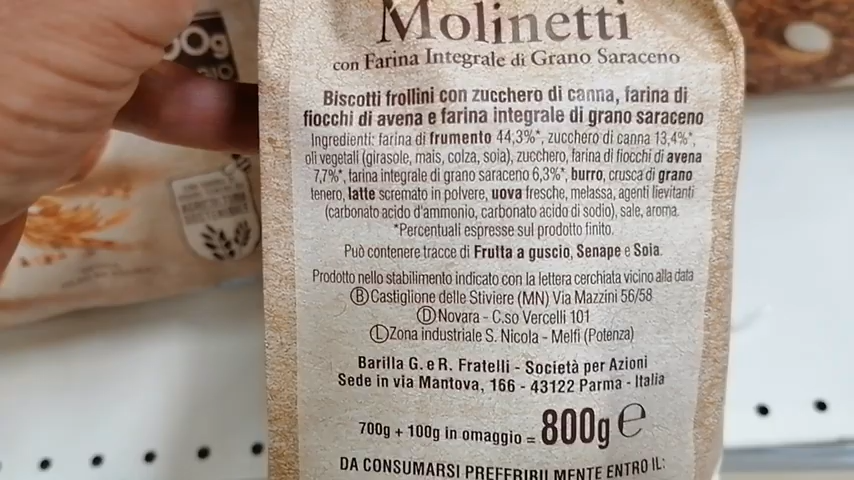 Molinetti
con Farina Integrale di Grano Saraceno
Biscotti frollini con zucchero di canna, farina di
fiocchi di avena e farina integrale di grano saraceno
Ingredienti: farina di frumento 44,3%*, zucchero di canna 13,4%*,
oli vegetali (girasole, mais, colza, soia), zucchero, farina di fiocchi di avena
7,7%*, farina integrale di grano saraceno 6,3%*, burro, crusca di grano
tenero, latte scremato in polvere, uova fresche, melassa, agenti lievitanti
(carbonato acido d'ammonio, carbonato acido di sodio), sale, aroma.
*Percentuali espresse sul prodotto finito.
Può contenere tracce di Frutta a guscio, Senape e Soia.
Prodotto nello stabilimento indicato con la lettera cerchiata vicino alla data
Ⓑ Castiglione delle Stiviere (MN) Via Mazzini 56/58
Ⓓ Novara - C.so Vercelli 101
Ⓛ Zona industriale S. Nicola - Melfi (Potenza)
Barilla G. e R. Fratelli - Società per Azioni
Sede in via Mantova, 166 - 43122 Parma - Italia
700g + 100g in omaggio = 800g ℮
DA CONSUMARSI PREFERIBILMENTE ENTRO IL: